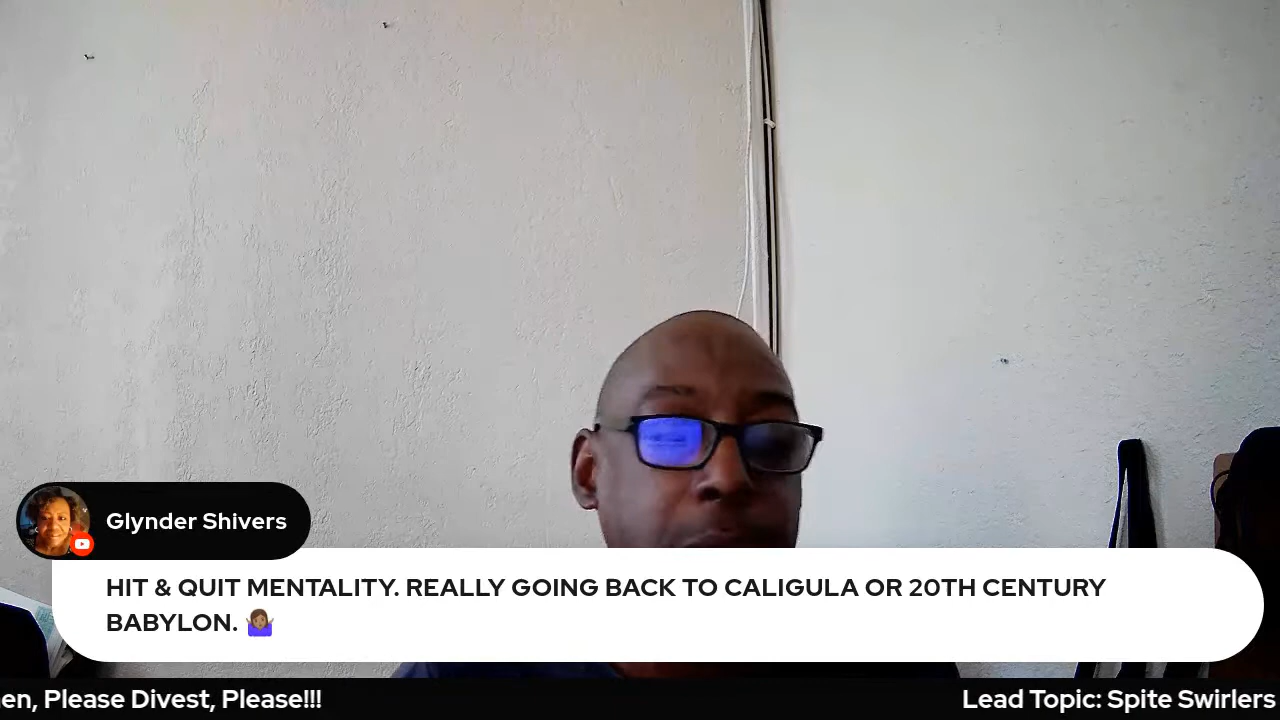 Glynder Shivers
HIT & QUIT MENTALITY. REALLY GOING BACK TO CALIGULA OR 20TH CENTURY
BABYLON. 🤷🏽‍♀️
en, Please Divest, Please!!!
Lead Topic: Spite Swirlers